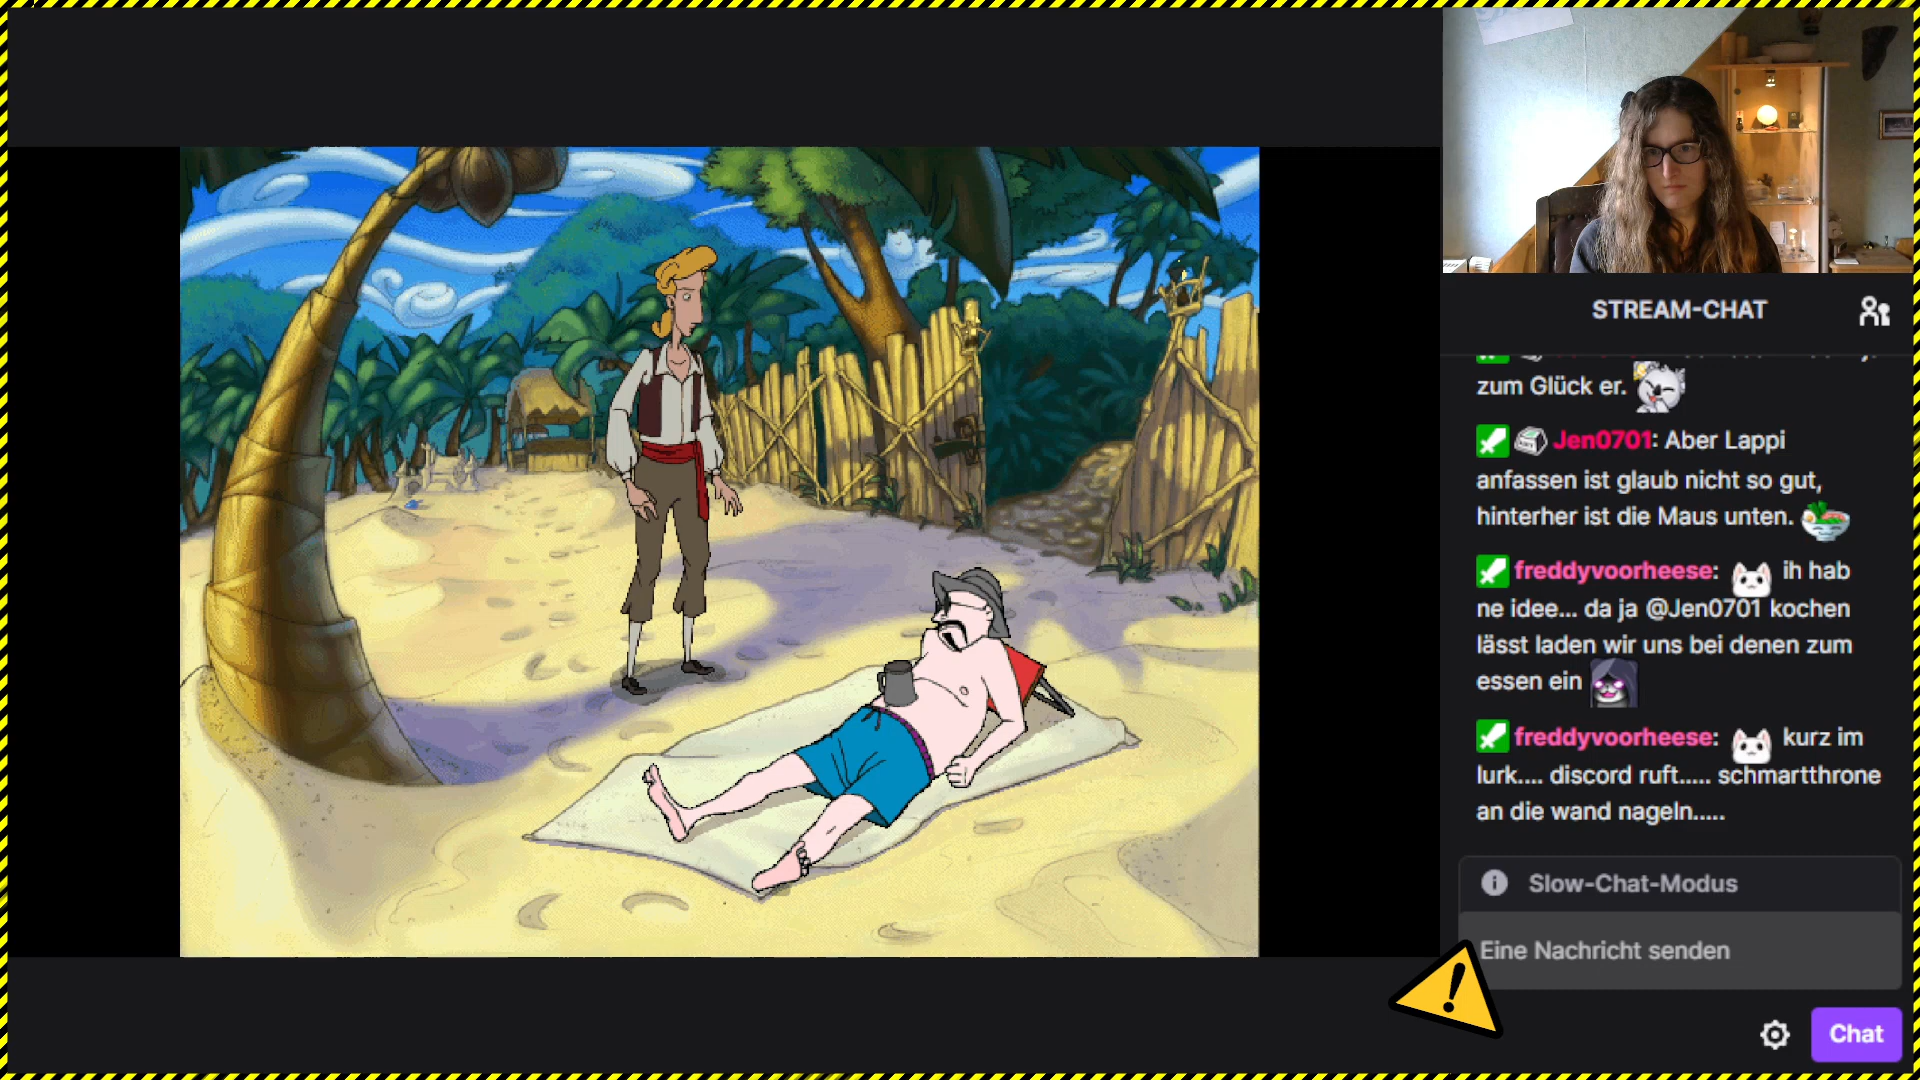 STREAM-CHAT
zum Glück er.
Jen0701: Aber Lappi
anfassen ist glaub nicht so gut,
hinterher ist die Maus unten.
freddyvoorheese: ih hab
ne idee... da ja @Jen0701 kochen
lässt laden wir uns bei denen zum
essen ein
freddyvoorheese: kurz im
lurk.... discord ruft..... schmartthrone
an die wand nageln.....
Slow-Chat-Modus
Eine Nachricht senden
Chat